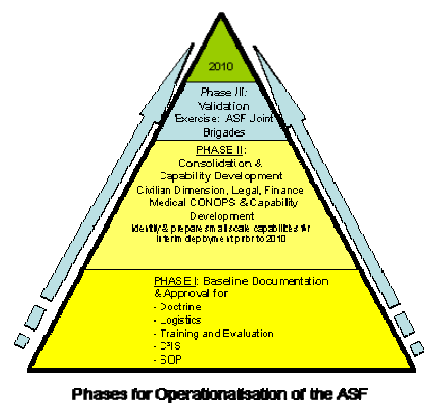 2010
Phase III:
Validation
Exercise: ASF Joint
Brigades
PHASE II:
Consolidation &
Capability Development
Civilian Dimension, Legal, Finance
Medical CONOPS & Capability
Development
Identify & prepare small scale capabilities for
interim deployment prior to 2010
PHASE I: Baseline Documentation
& Approval for
- Doctrine
- Logistics
- Training and Evaluation
- C³IS
- SOP
Phases for Operationalisation of the ASF